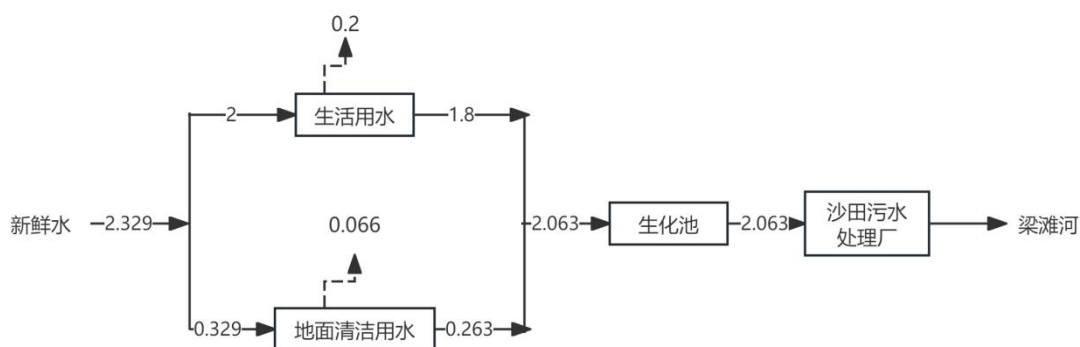 0.2
2
生活用水
1.8
新鲜水
2.329
0.066
2.063
生化池
2.063
沙田污水
处理厂
梁滩河
0.329
地面清洁用水
0.263